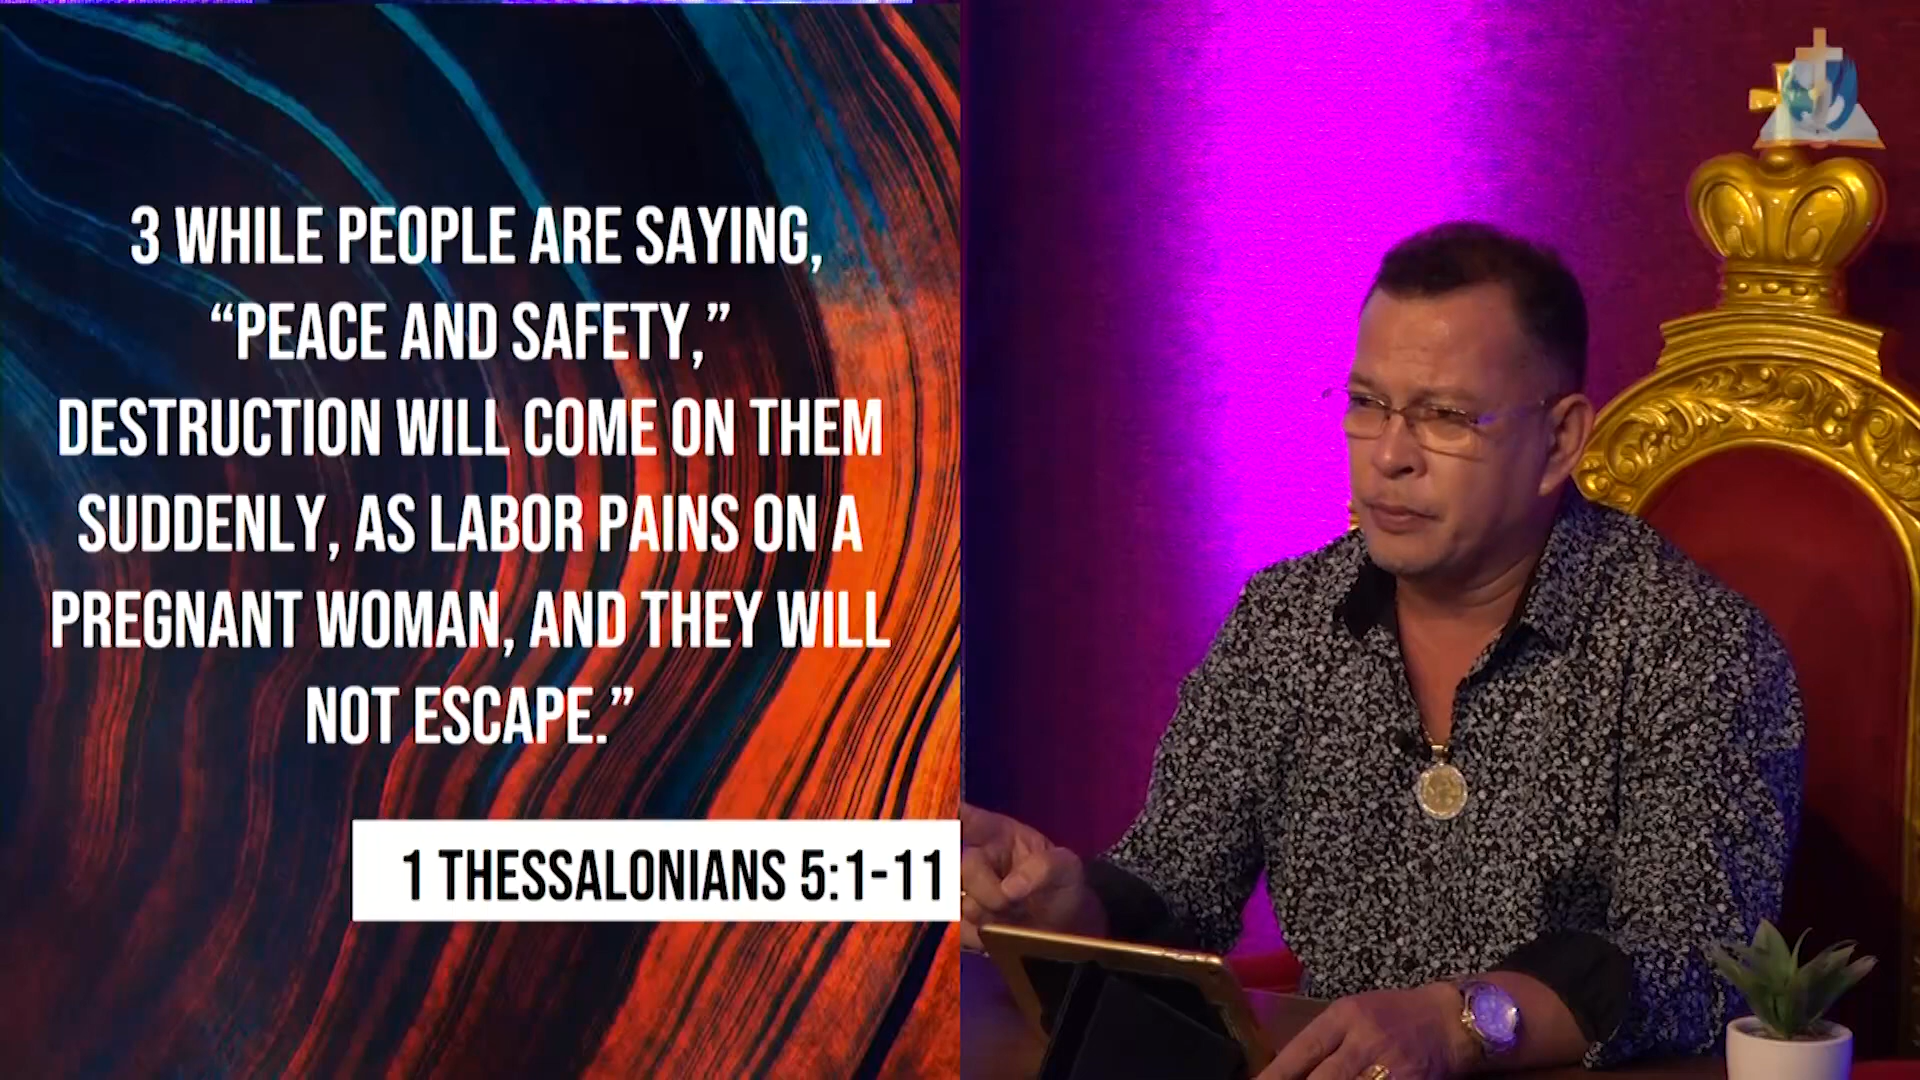 3 WHILE PEOPLE ARE SAYING,
“PEACE AND SAFETY,”
DESTRUCTION WILL COME ON THEM
SUDDENLY, AS LABOR PAINS ON A
PREGNANT WOMAN, AND THEY WILL
NOT ESCAPE.”
1 THESSALONIANS 5:1-11